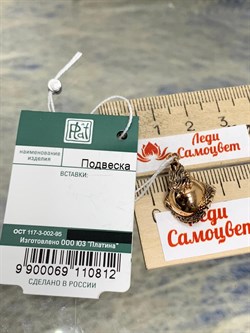 Plat
наименование
изделия
Подвеска
ВСТАВКИ:
ОСТ 117-3-002-95
Изготовлено ООО ЮЗ "Платина"
9 900069 110812
СДЕЛАНО В РОССИИ
Леди
Самоцвет
Леди
Самоцвет